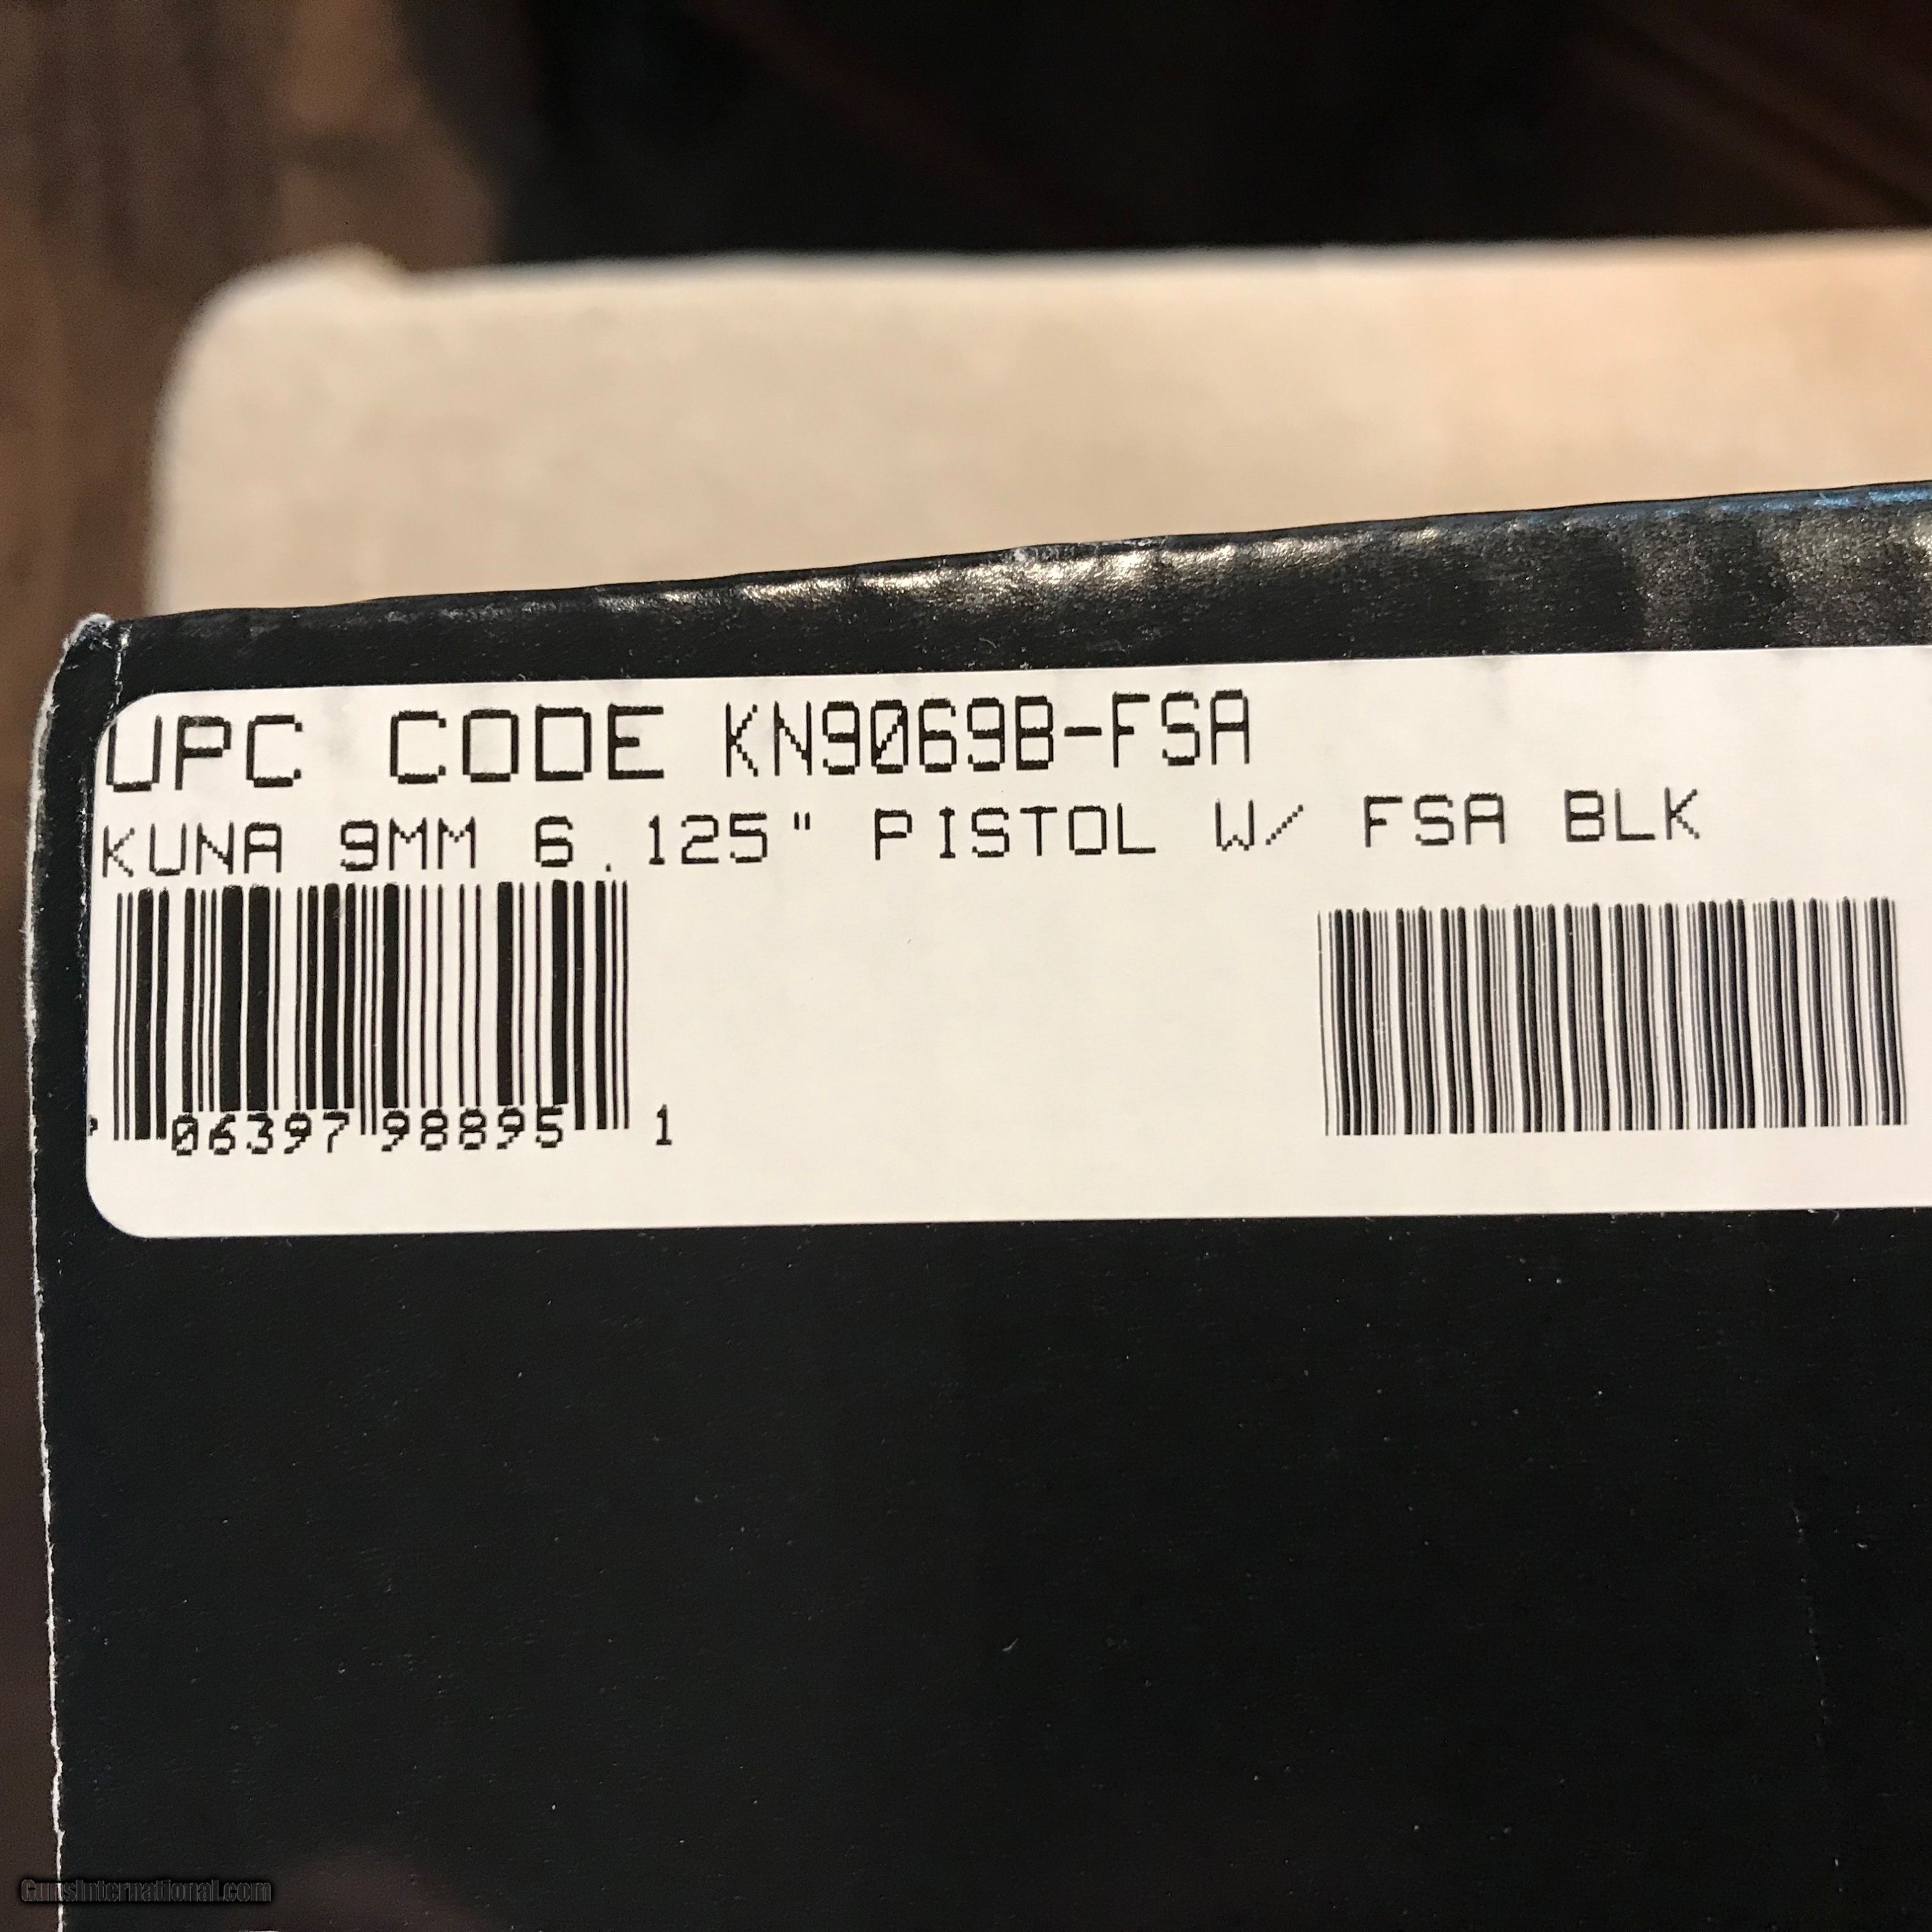 UPC CODE KN9069B-FSA
KUNA 9MM 6.125" PISTOL W/ FSA BLK
06397 98895 1
GunsInternational.com